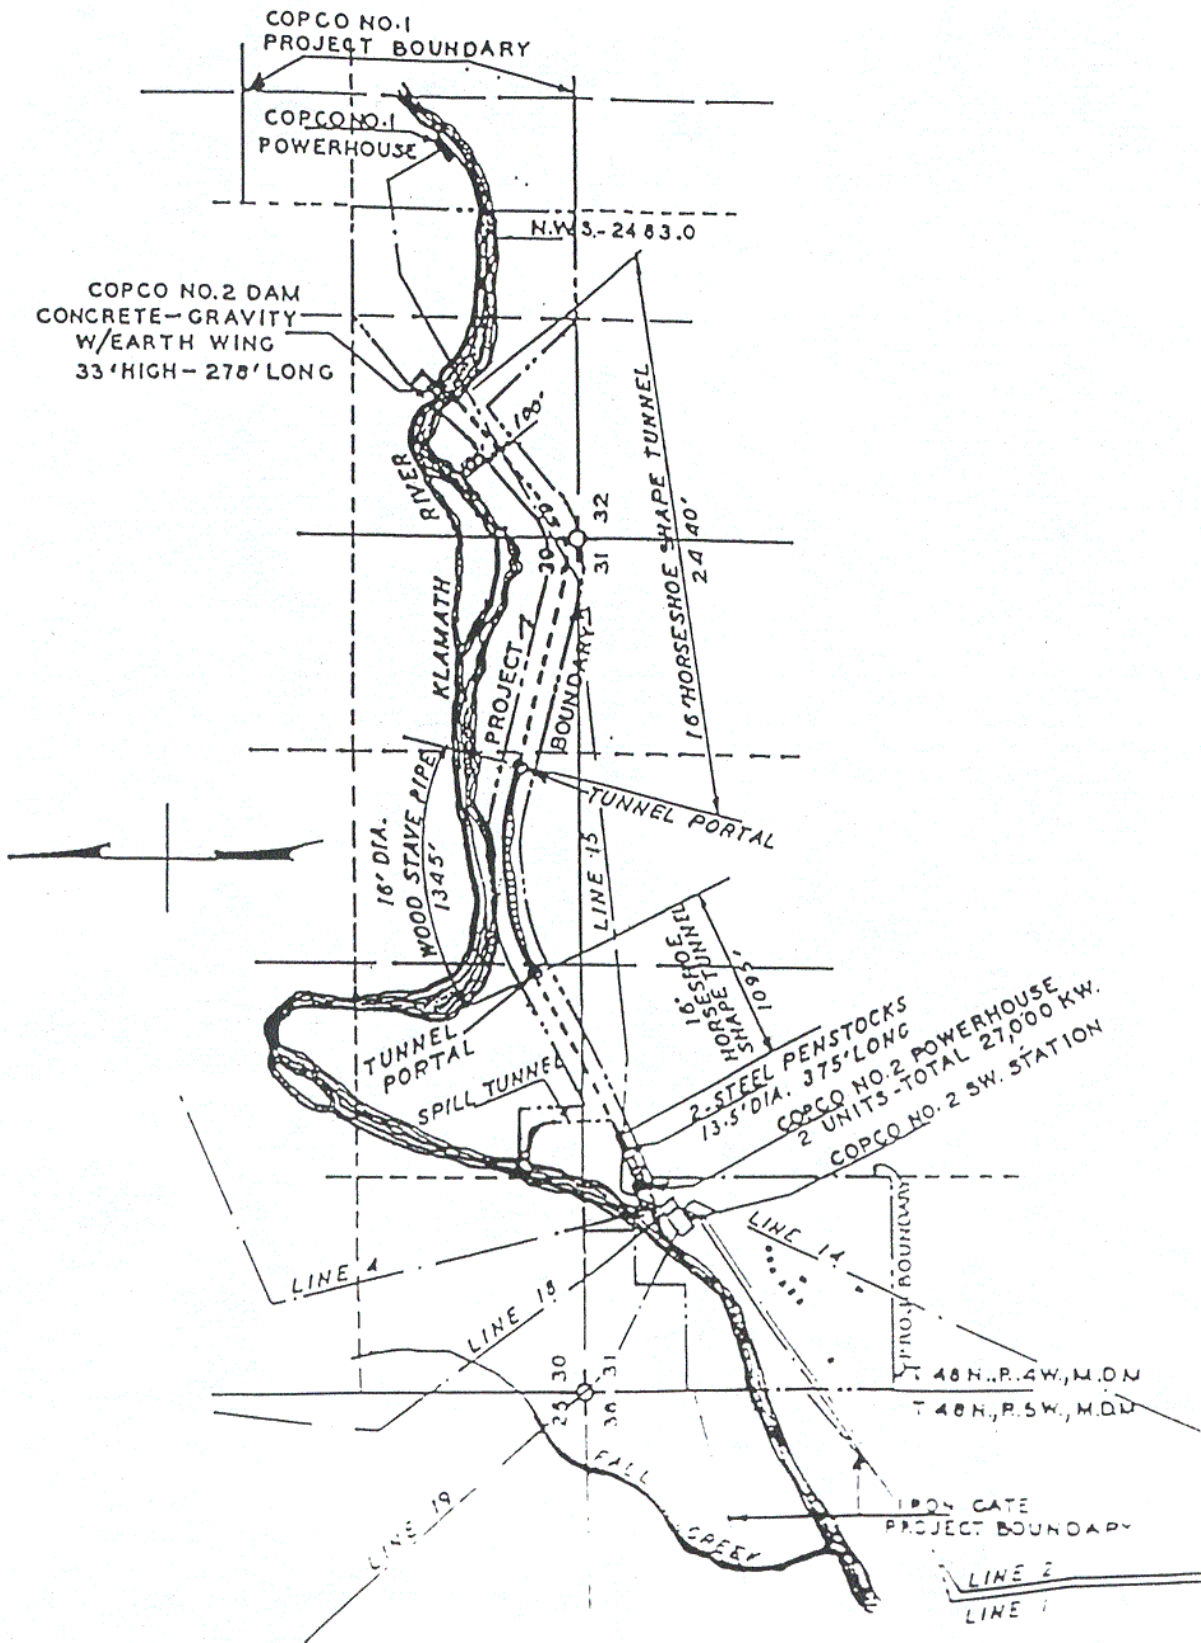 COPCO NO.1
PROJECT BOUNDARY
COPCO NO.1
POWERHOUSE
N.W.S.-2483.0
COPCO NO.2 DAM
CONCRETE-GRAVITY
W/EARTH WING
33'HIGH-278'LONG
100'
RIVER
KLAMATH
32
31
30
16'HORSESHOE SHAPE TUNNEL
2440'
PROJECT
BOUNDARY
TUNNEL PORTAL
16' DIA.
WOOD STAVE PIPE
1345'
LINE 15
16'
HORSESHOE
SHAPE TUNNEL
1095'
TUNNEL
PORTAL
SPILL TUNNEL
2-STEEL PENSTOCKS
13.5'DIA. 375'LONG
COPCO NO.2 POWERHOUSE
2 UNITS-TOTAL 27,000 KW.
COPCO NO.2 SW. STATION
LINE 4
LINE 18
LINE 14
PROJ. BOUNDARY
30
31
25
36
T 48 N., R. 4 W., M.D.M
T 48 N., R. 5 W., M.D.M
LINE 19
FALL
CREEK
IRON GATE
PROJECT BOUNDARY
LINE 2
LINE 1